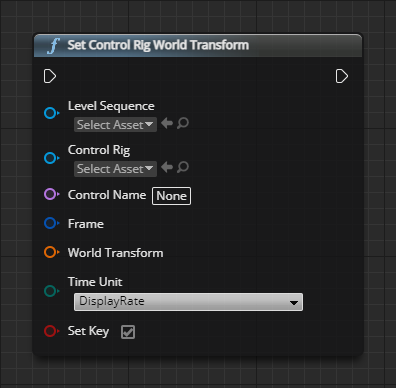 Set Control Rig World Transform
Level Sequence
Select Asset
Control Rig
Select Asset
Control Name None
Frame
World Transform
Time Unit
DisplayRate
Set Key